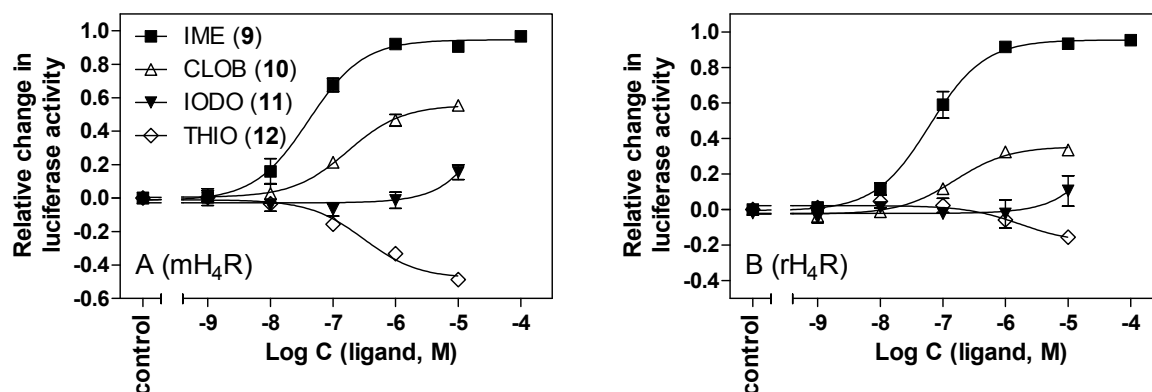 Relative change in
luciferase activity
1.0
0.8
0.6
0.4
0.2
0.0
-0.2
-0.4
-0.6
IME (9)
CLOB (10)
IODO (11)
THIO (12)
A (mH₄R)
control
-9
-8
-7
-6
-5
-4
Log C (ligand, M)
Relative change in
luciferase activity
1.0
0.8
0.6
0.4
0.2
0.0
-0.2
-0.4
B (rH₄R)
control
-9
-8
-7
-6
-5
-4
Log C (ligand, M)